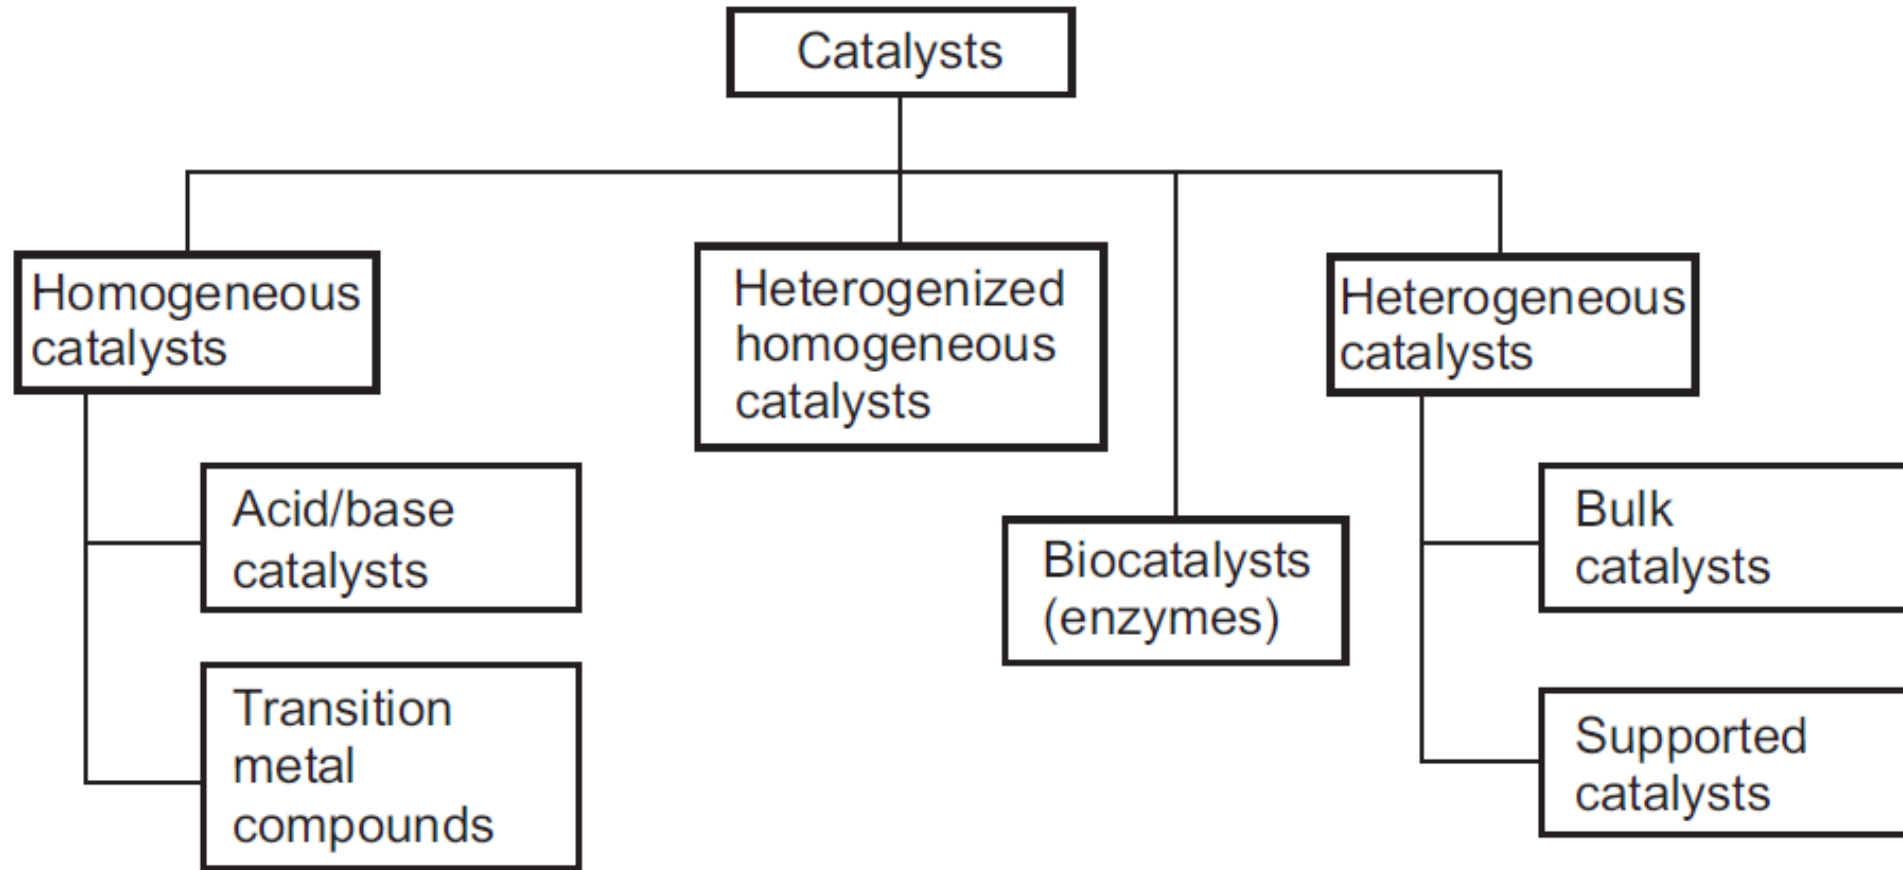 Catalysts
Homogeneous
catalysts
Heterogenized
homogeneous
catalysts
Heterogeneous
catalysts
Acid/base
catalysts
Transition
metal
compounds
Biocatalysts
(enzymes)
Bulk
catalysts
Supported
catalysts